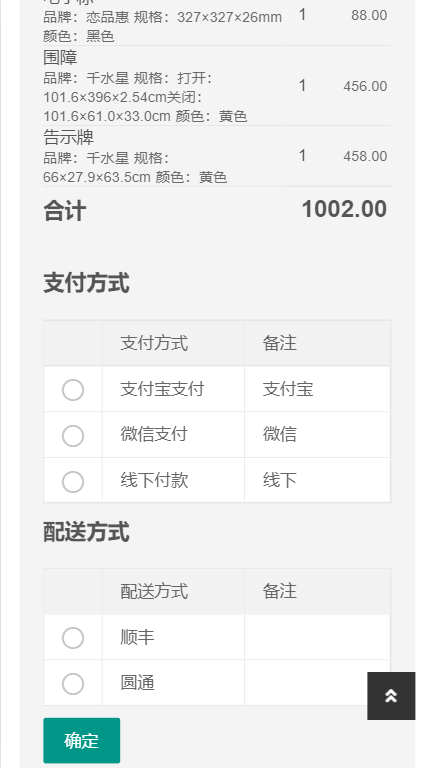 品牌：恋品惠 规格：327×327×26mm
颜色：黑色
1
88.00
围障
品牌：千水星 规格：打开：
101.6×396×2.54cm关闭：
101.6×61.0×33.0cm 颜色：黄色
1
456.00
告示牌
品牌：千水星 规格：
66×27.9×63.5cm 颜色：黄色
1
458.00
合计 1002.00
支付方式
支付方式 备注
支付宝支付 支付宝
微信支付 微信
线下付款 线下
配送方式
配送方式 备注
顺丰
圆通
确定